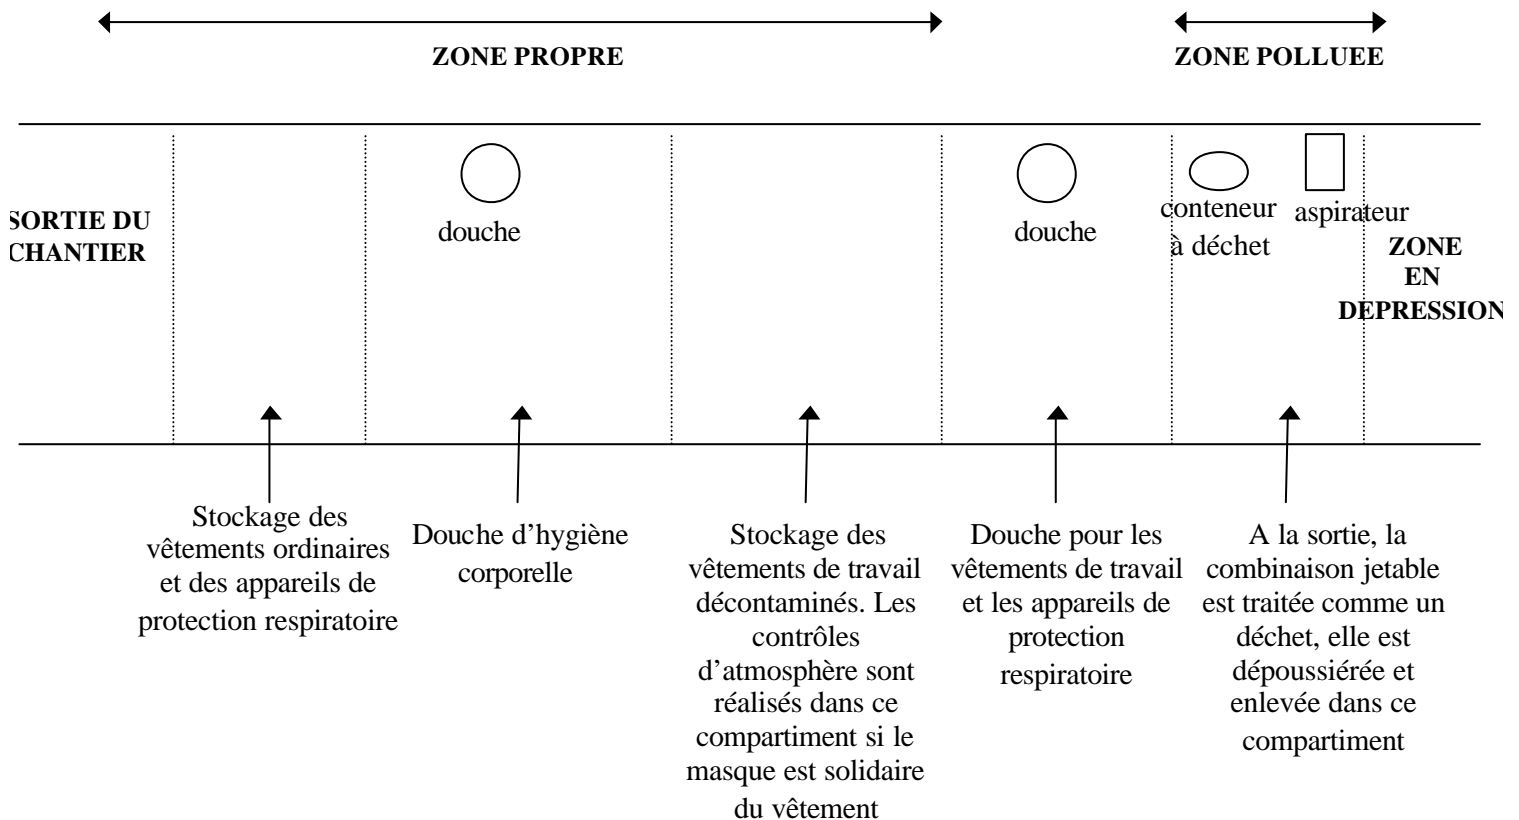 ZONE PROPRE
ZONE POLLUEE
SORTIE DU
CHANTIER
douche
douche
conteneur
à déchet
aspirateur
ZONE
EN
DEPRESSION
Stockage des
vêtements ordinaires
et des appareils de
protection respiratoire
Douche d’hygiène
corporelle
Stockage des
vêtements de travail
décontaminés. Les
contrôles
d’atmosphère sont
réalisés dans ce
compartiment si le
masque est solidaire
du vêtement
Douche pour les
vêtements de travail
et les appareils de
protection
respiratoire
A la sortie, la
combinaison jetable
est traitée comme un
déchet, elle est
dépoussiérée et
enlevée dans ce
compartiment